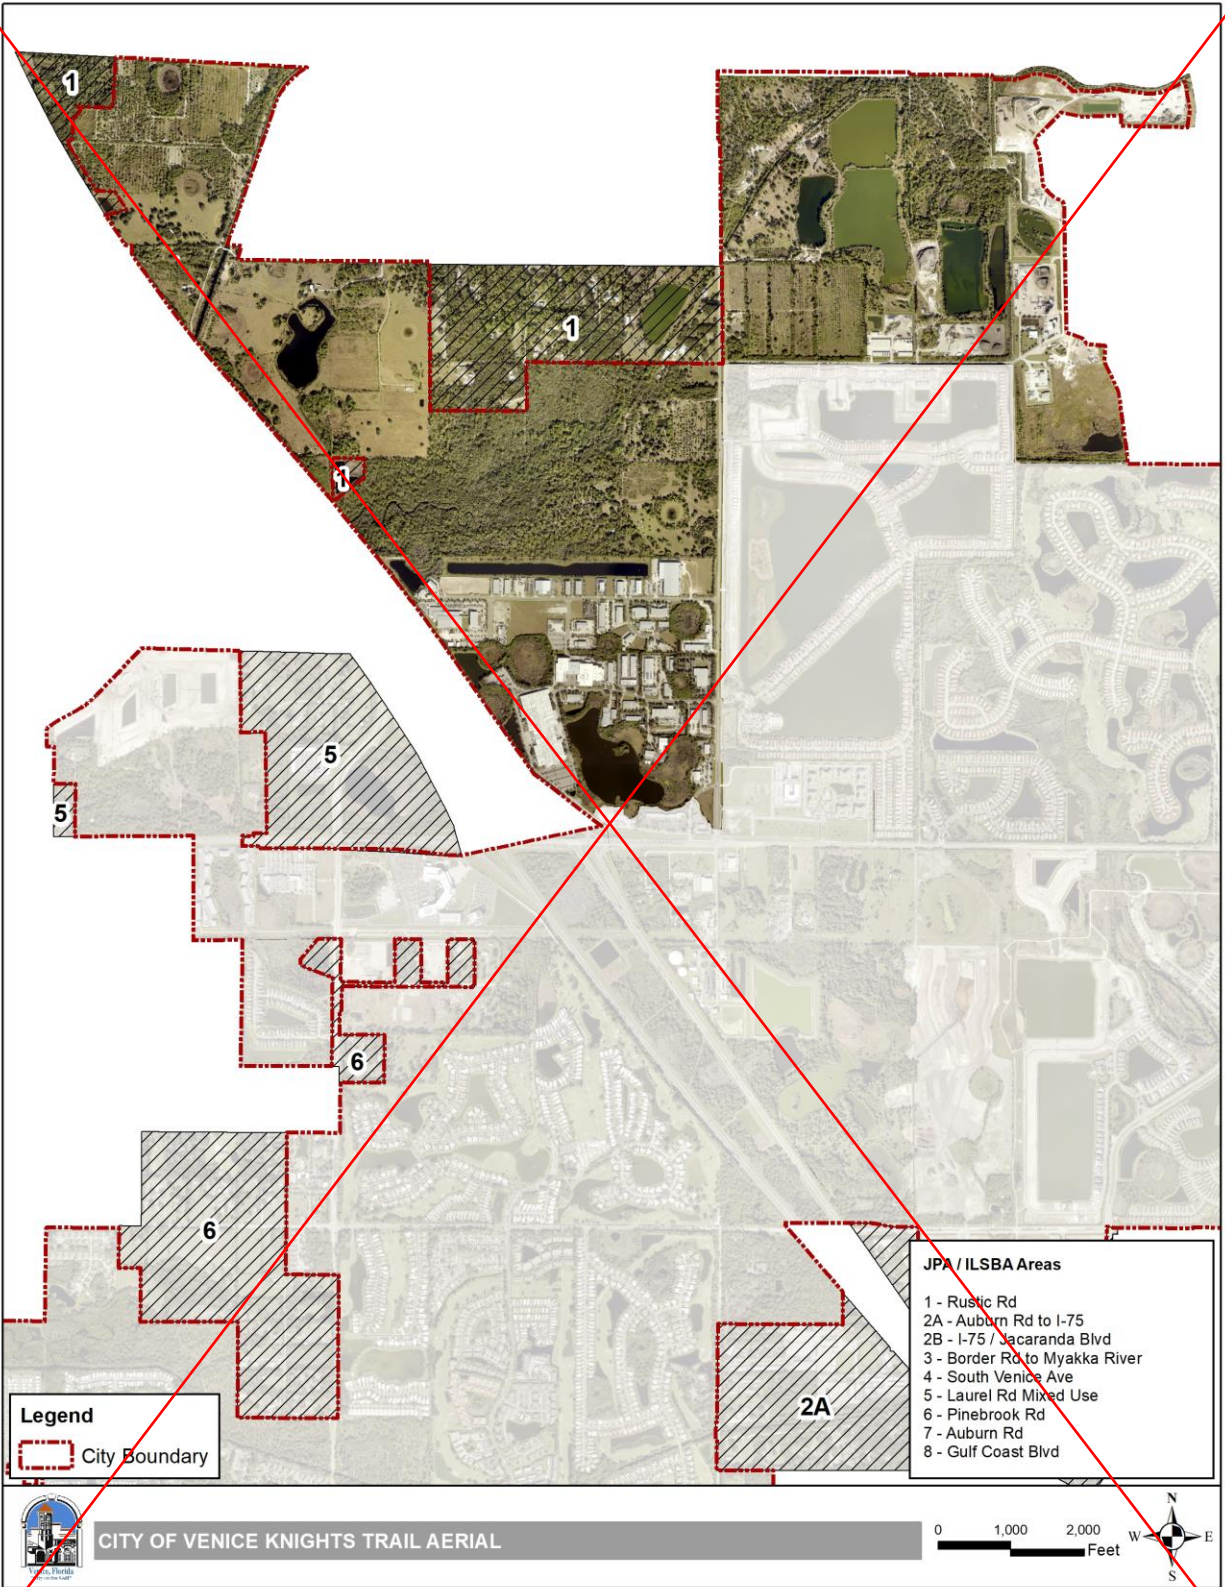 1
1
1
5
5
6
6
2A
JPA / ILSBA Areas
1 - Rustic Rd
2A - Auburn Rd to I-75
2B - I-75 / Jacaranda Blvd
3 - Border Rd to Myakka River
4 - South Venice Ave
5 - Laurel Rd Mixed Use
6 - Pinebrook Rd
7 - Auburn Rd
8 - Gulf Coast Blvd
Legend
City Boundary
Venice, Florida
CITY OF VENICE KNIGHTS TRAIL AERIAL
0 1,000 2,000
Feet
N
W E
S